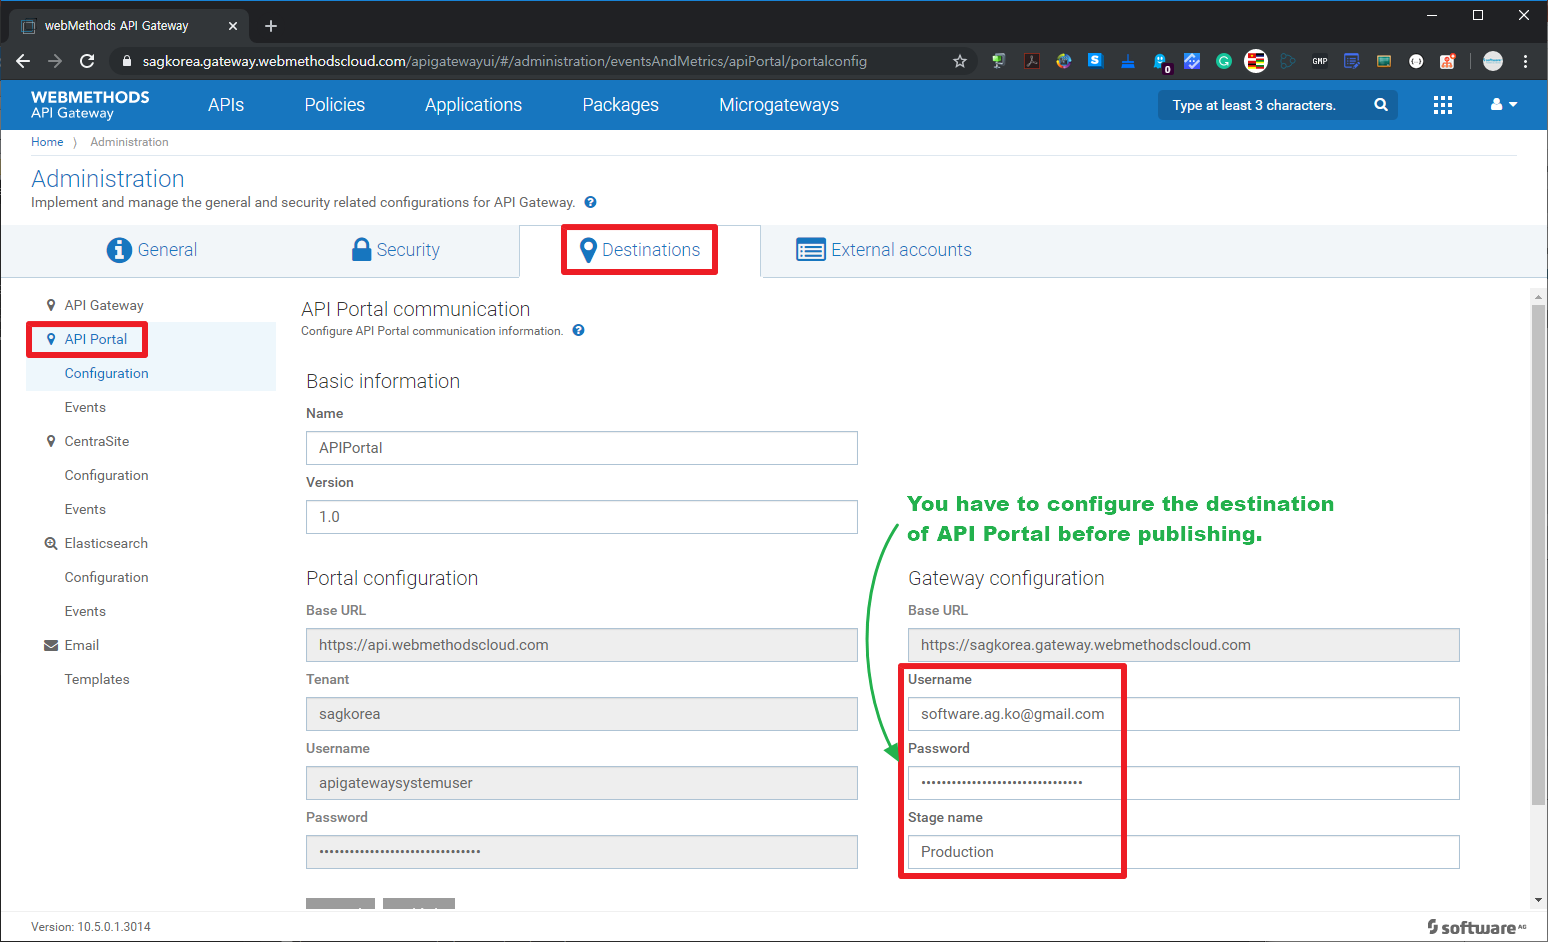 webMethods API Gateway
sagkorea.gateway.webmethodscloud.com/apigatewayui/#/administration/eventsAndMetrics/apiPortal/portalconfig
S
0
G
GMP
WEBMETHODS
API Gateway
APIs
Policies
Applications
Packages
Microgateways
Type at least 3 characters.
Home
Administration
Administration
Implement and manage the general and security related configurations for API Gateway.
General
Security
Destinations
External accounts
API Gateway
API Portal
Configuration
Events
CentraSite
Configuration
Events
Elasticsearch
Configuration
Events
Email
Templates
API Portal communication
Configure API Portal communication information.
Basic information
Name
APIPortal
Version
1.0
You have to configure the destination
of API Portal before publishing.
Portal configuration
Base URL
https://api.webmethodscloud.com
Tenant
sagkorea
Username
apigatewaysystemuser
Password
Gateway configuration
Base URL
https://sagkorea.gateway.webmethodscloud.com
Username
software.ag.ko@gmail.com
Password
Stage name
Production
Version: 10.5.0.1.3014
software AG